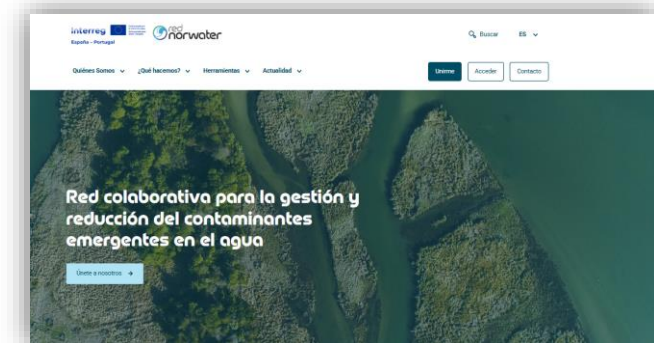 interreg
España - Portugal
red
norwater
Buscar
ES
Quiénes Somos
¿Qué hacemos?
Herramientas
Actualidad
Unirme
Acceder
Contacto
Red colaborativa para la gestión y
reducción del contaminantes
emergentes en el agua
Únete a nosotros →